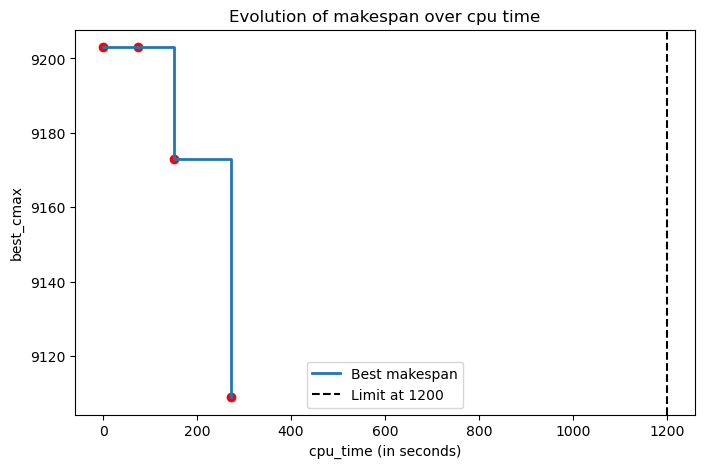 Evolution of makespan over cpu time
best_cmax
9200
9180
9160
9140
9120
Best makespan
Limit at 1200
0
200
400
600
800
1000
1200
cpu_time (in seconds)